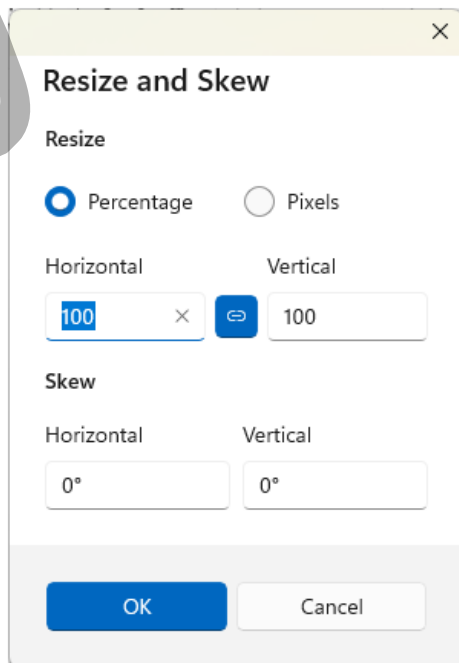 Resize and Skew
Resize
Percentage Pixels
Horizontal Vertical
100 100
Skew
Horizontal Vertical
0° 0°
OK Cancel